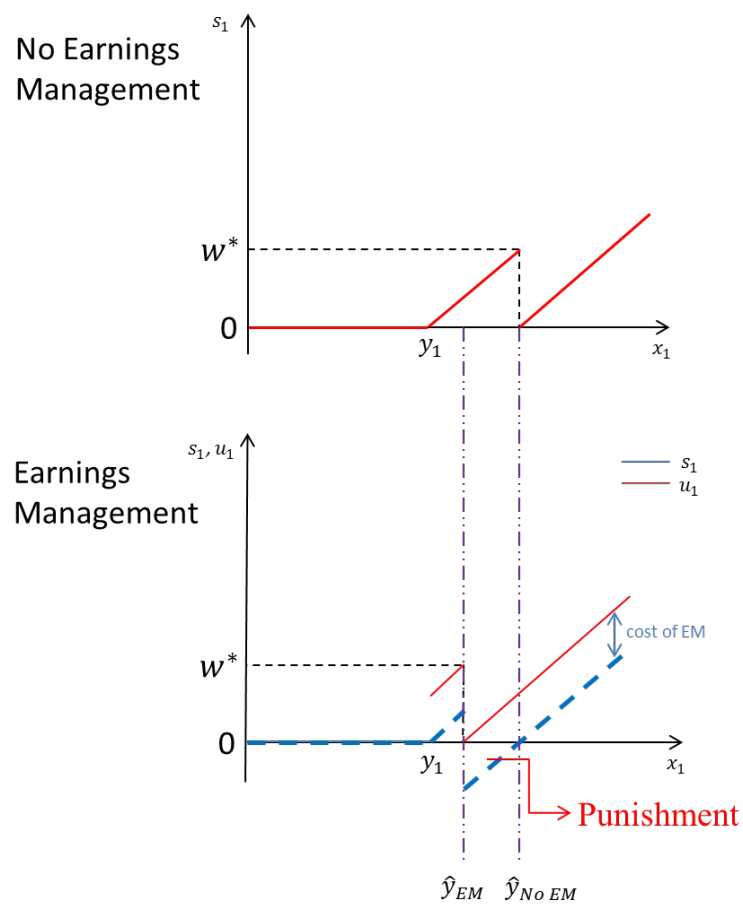 No Earnings
Management
s₁
w*
0
y₁
x₁
Earnings
Management
s₁, u₁
s₁
u₁
cost of EM
w*
0
y₁
x₁
Punishment
ŷ_EM
ŷ_No EM